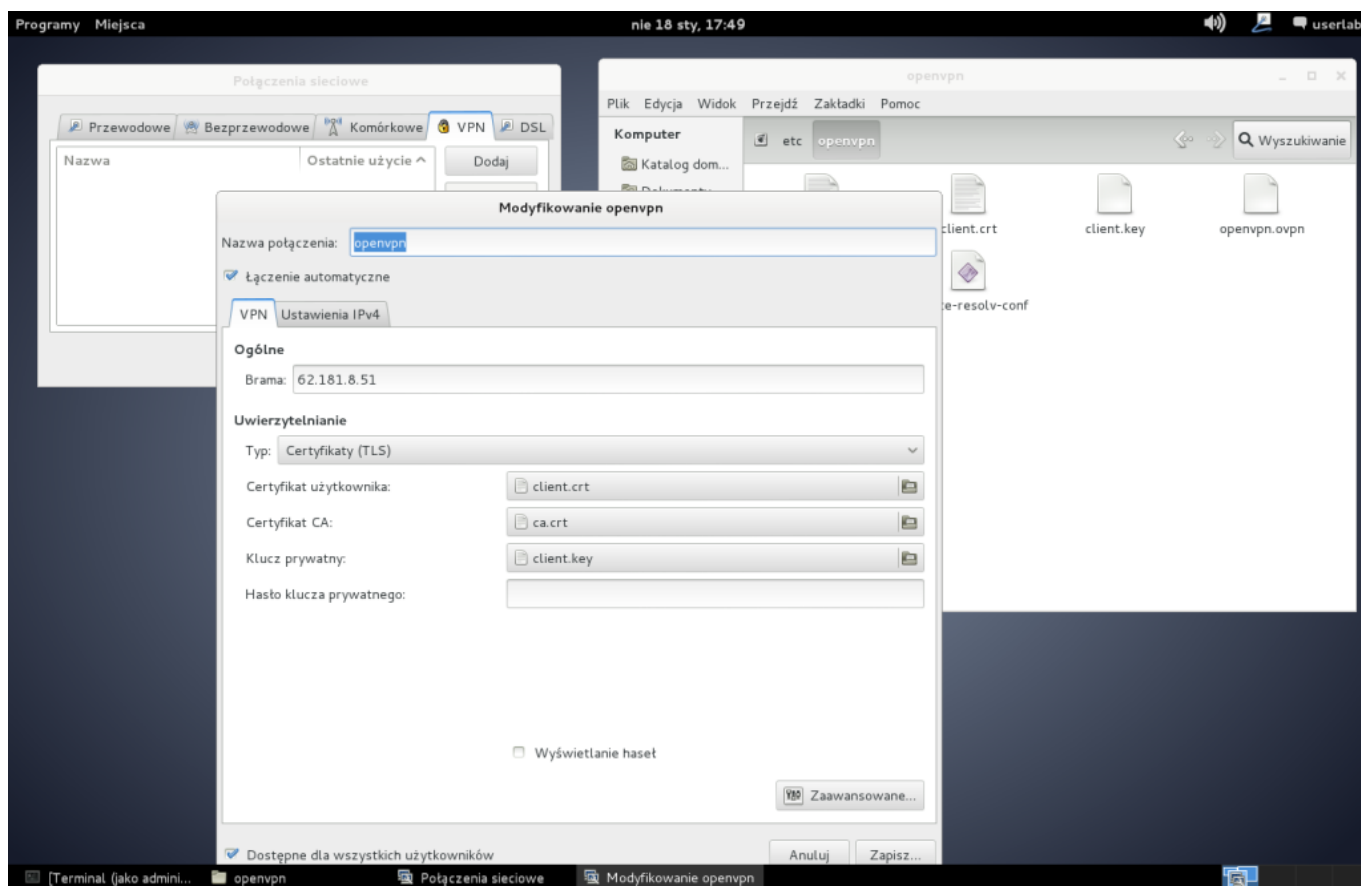 Programy Miejsca nie 18 sty, 17:49 userlab
Połączenia sieciowe
Przewodowe Bezprzewodowe Komórkowe VPN DSL
Nazwa Ostatnie użycie Dodaj
openvpn
Plik Edycja Widok Przejdź Zakładki Pomoc
Komputer etc openvpn Wyszukiwanie
Katalog dom...
Dokumenty
client.crt client.key openvpn.ovpn
te-resolv-conf
Modyfikowanie openvpn
Nazwa połączenia: openvpn
Łączenie automatyczne
VPN Ustawienia IPv4
Ogólne
Brama: 62.181.8.51
Uwierzytelnianie
Typ: Certyfikaty (TLS)
Certyfikat użytkownika: client.crt
Certyfikat CA: ca.crt
Klucz prywatny: client.key
Hasło klucza prywatnego:
Wyświetlanie haseł
Zaawansowane...
Dostępne dla wszystkich użytkowników Anuluj Zapisz...
[Terminal (jako admini... openvpn Połączenia sieciowe Modyfikowanie openvpn